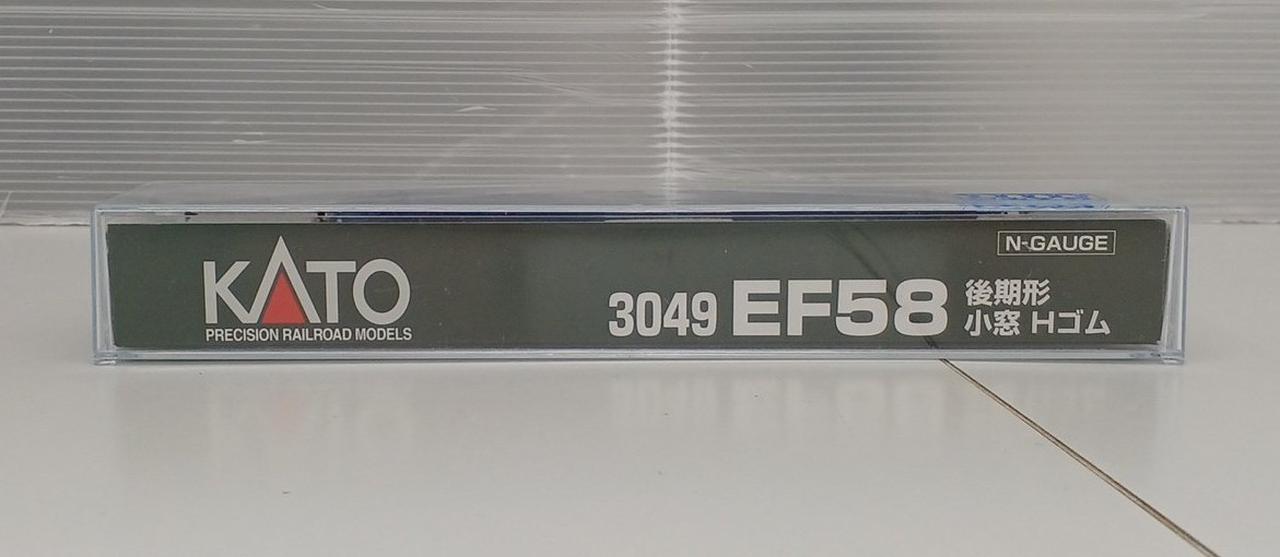 KATO
PRECISION RAILROAD MODELS
N-GAUGE
3049 EF58 後期形
小窓 Hゴム